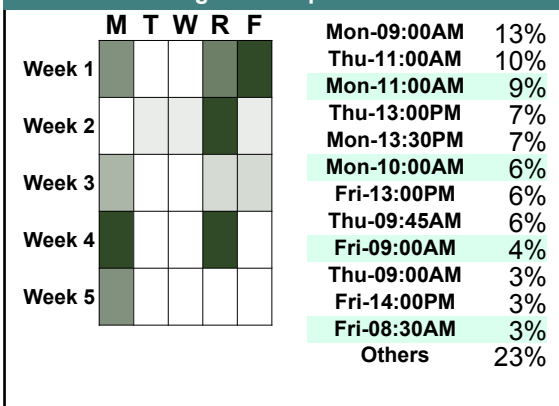 M T W R F
Week 1
Week 2
Week 3
Week 4
Week 5
Mon-09:00AM 13%
Thu-11:00AM 10%
Mon-11:00AM 9%
Thu-13:00PM 7%
Mon-13:30PM 7%
Mon-10:00AM 6%
Fri-13:00PM 6%
Thu-09:45AM 6%
Fri-09:00AM 4%
Thu-09:00AM 3%
Fri-14:00PM 3%
Fri-08:30AM 3%
Others 23%